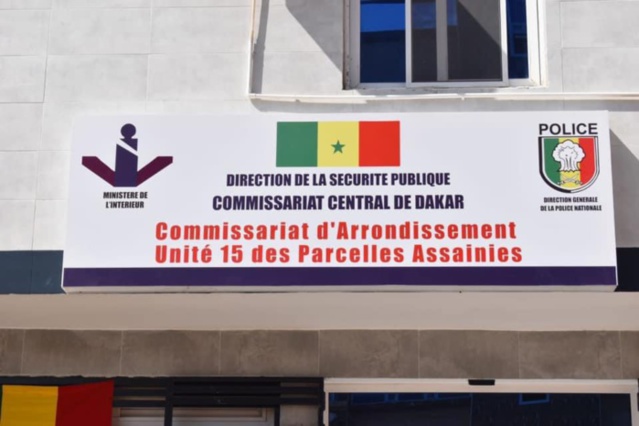 MINISTERE DE
L'INTERIEUR
DIRECTION DE LA SECURITE PUBLIQUE
COMMISSARIAT CENTRAL DE DAKAR
Commissariat d'Arrondissement
Unité 15 des Parcelles Assainies
POLICE
DIRECTION GENERALE
DE LA POLICE NATIONALE